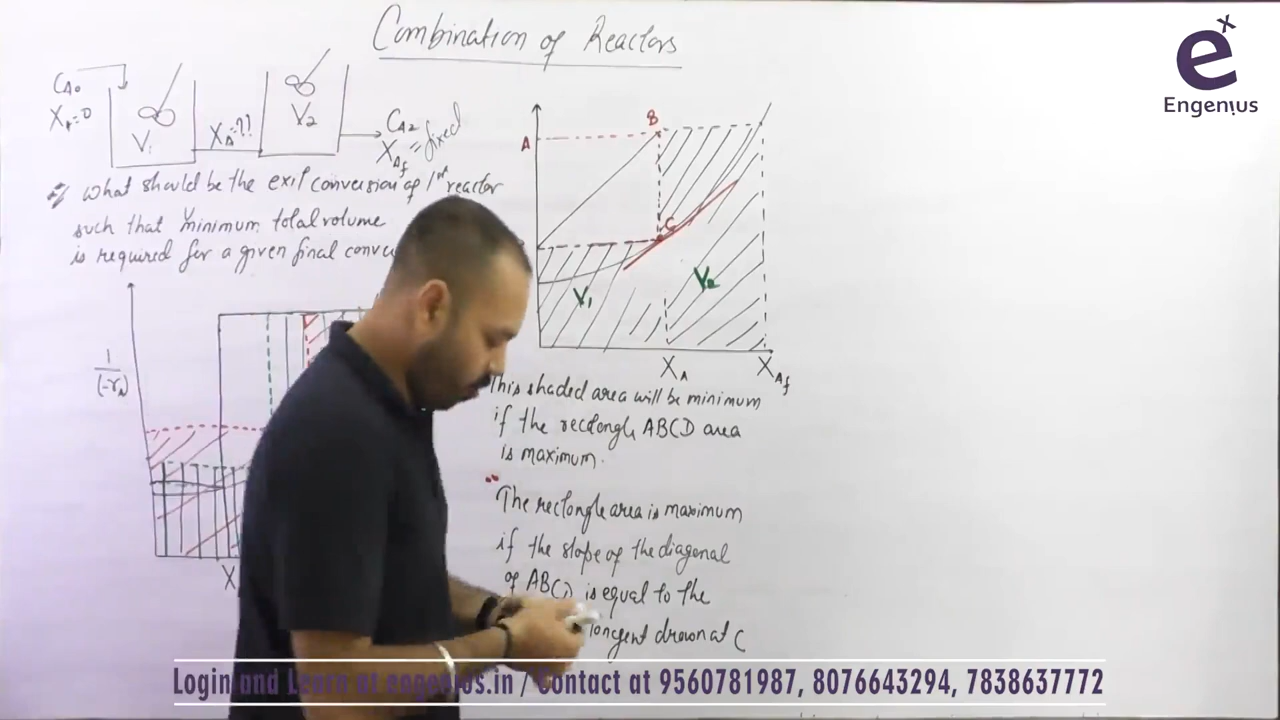 Combination of Reactors
e x
Engenius
CA0
XA=0
V1
XA=??
V2
CA2
XAf = fixed
What should be the exit conversion of 1st reactor
such that minimum total volume
is required for a given final
A
B
C
V1
V2
XA
XAf
1/(-rA)
X
This shaded area will be minimum
if the rectangle ABCD area
is maximum.
The rectangle area is maximum
if the slope of the diagonal
of ABCD is equal to the
tangent drawn at C
Login and Learn at engenius.in / Contact at 9560781987, 8076643294, 7838637772